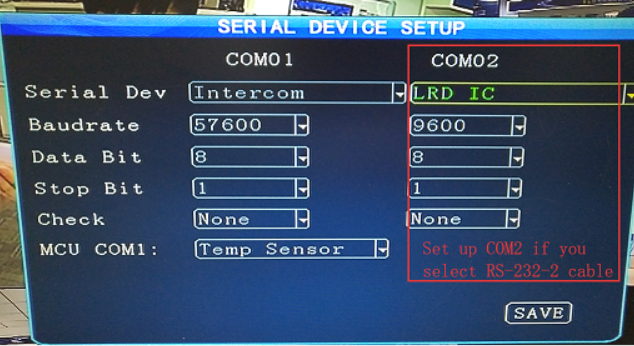 SERIAL DEVICE SETUP
COM01 COM02
Serial Dev Intercom LRD IC
Baudrate 57600 9600
Data Bit 8 8
Stop Bit 1 1
Check None None
MCU COM1: Temp Sensor
Set up COM2 if you
select RS-232-2 cable
SAVE